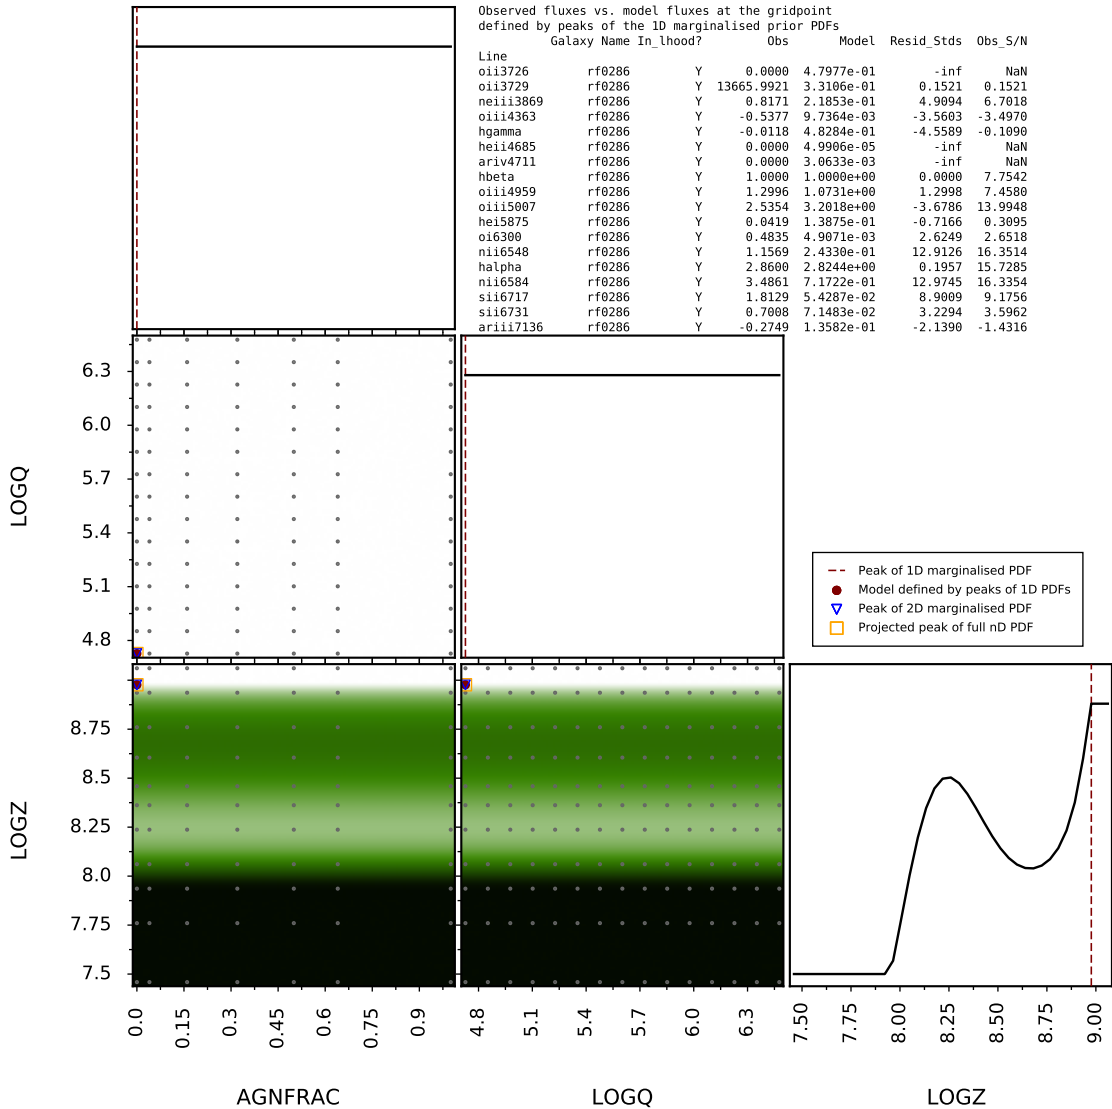 Observed fluxes vs. model fluxes at the gridpoint
defined by peaks of the 1D marginalised prior PDFs
Galaxy Name In_lhood? Obs Model Resid_Stds Obs_S/N
Line
oii3726 rf0286 Y 0.0000 4.7977e-01 -inf NaN
oii3729 rf0286 Y 13665.9921 3.3106e-01 0.1521 0.1521
neiii3869 rf0286 Y 0.8171 2.1853e-01 4.9094 6.7018
oiii4363 rf0286 Y -0.5377 9.7364e-03 -3.5603 -3.4970
hgamma rf0286 Y -0.0118 4.8284e-01 -4.5589 -0.1090
heii4685 rf0286 Y 0.0000 4.9906e-05 -inf NaN
ariv4711 rf0286 Y 0.0000 3.0633e-03 -inf NaN
hbeta rf0286 Y 1.0000 1.0000e+00 0.0000 7.7542
oiii4959 rf0286 Y 1.2996 1.0731e+00 1.2998 7.4580
oiii5007 rf0286 Y 2.5354 3.2018e+00 -3.6786 13.9948
hei5875 rf0286 Y 0.0419 1.3875e-01 -0.7166 0.3095
oi6300 rf0286 Y 0.4835 4.9071e-03 2.6249 2.6518
nii6548 rf0286 Y 1.1569 2.4330e-01 12.9126 16.3514
halpha rf0286 Y 2.8600 2.8244e+00 0.1957 15.7285
nii6584 rf0286 Y 3.4861 7.1722e-01 12.9745 16.3354
sii6717 rf0286 Y 1.8129 5.4287e-02 8.9009 9.1756
sii6731 rf0286 Y 0.7008 7.1483e-02 3.2294 3.5962
ariii7136 rf0286 Y -0.2749 1.3582e-01 -2.1390 -1.4316
6.3
6.0
5.7
5.4
5.1
4.8
LOGQ
Peak of 1D marginalised PDF
Model defined by peaks of 1D PDFs
Peak of 2D marginalised PDF
Projected peak of full nD PDF
8.75
8.5
8.25
8.0
7.75
7.5
LOGZ
0.0 0.15 0.3 0.45 0.6 0.75 0.9
4.8 5.1 5.4 5.7 6.0 6.3
7.50 7.75 8.00 8.25 8.50 8.75 9.00
AGNFRAC LOGQ LOGZ